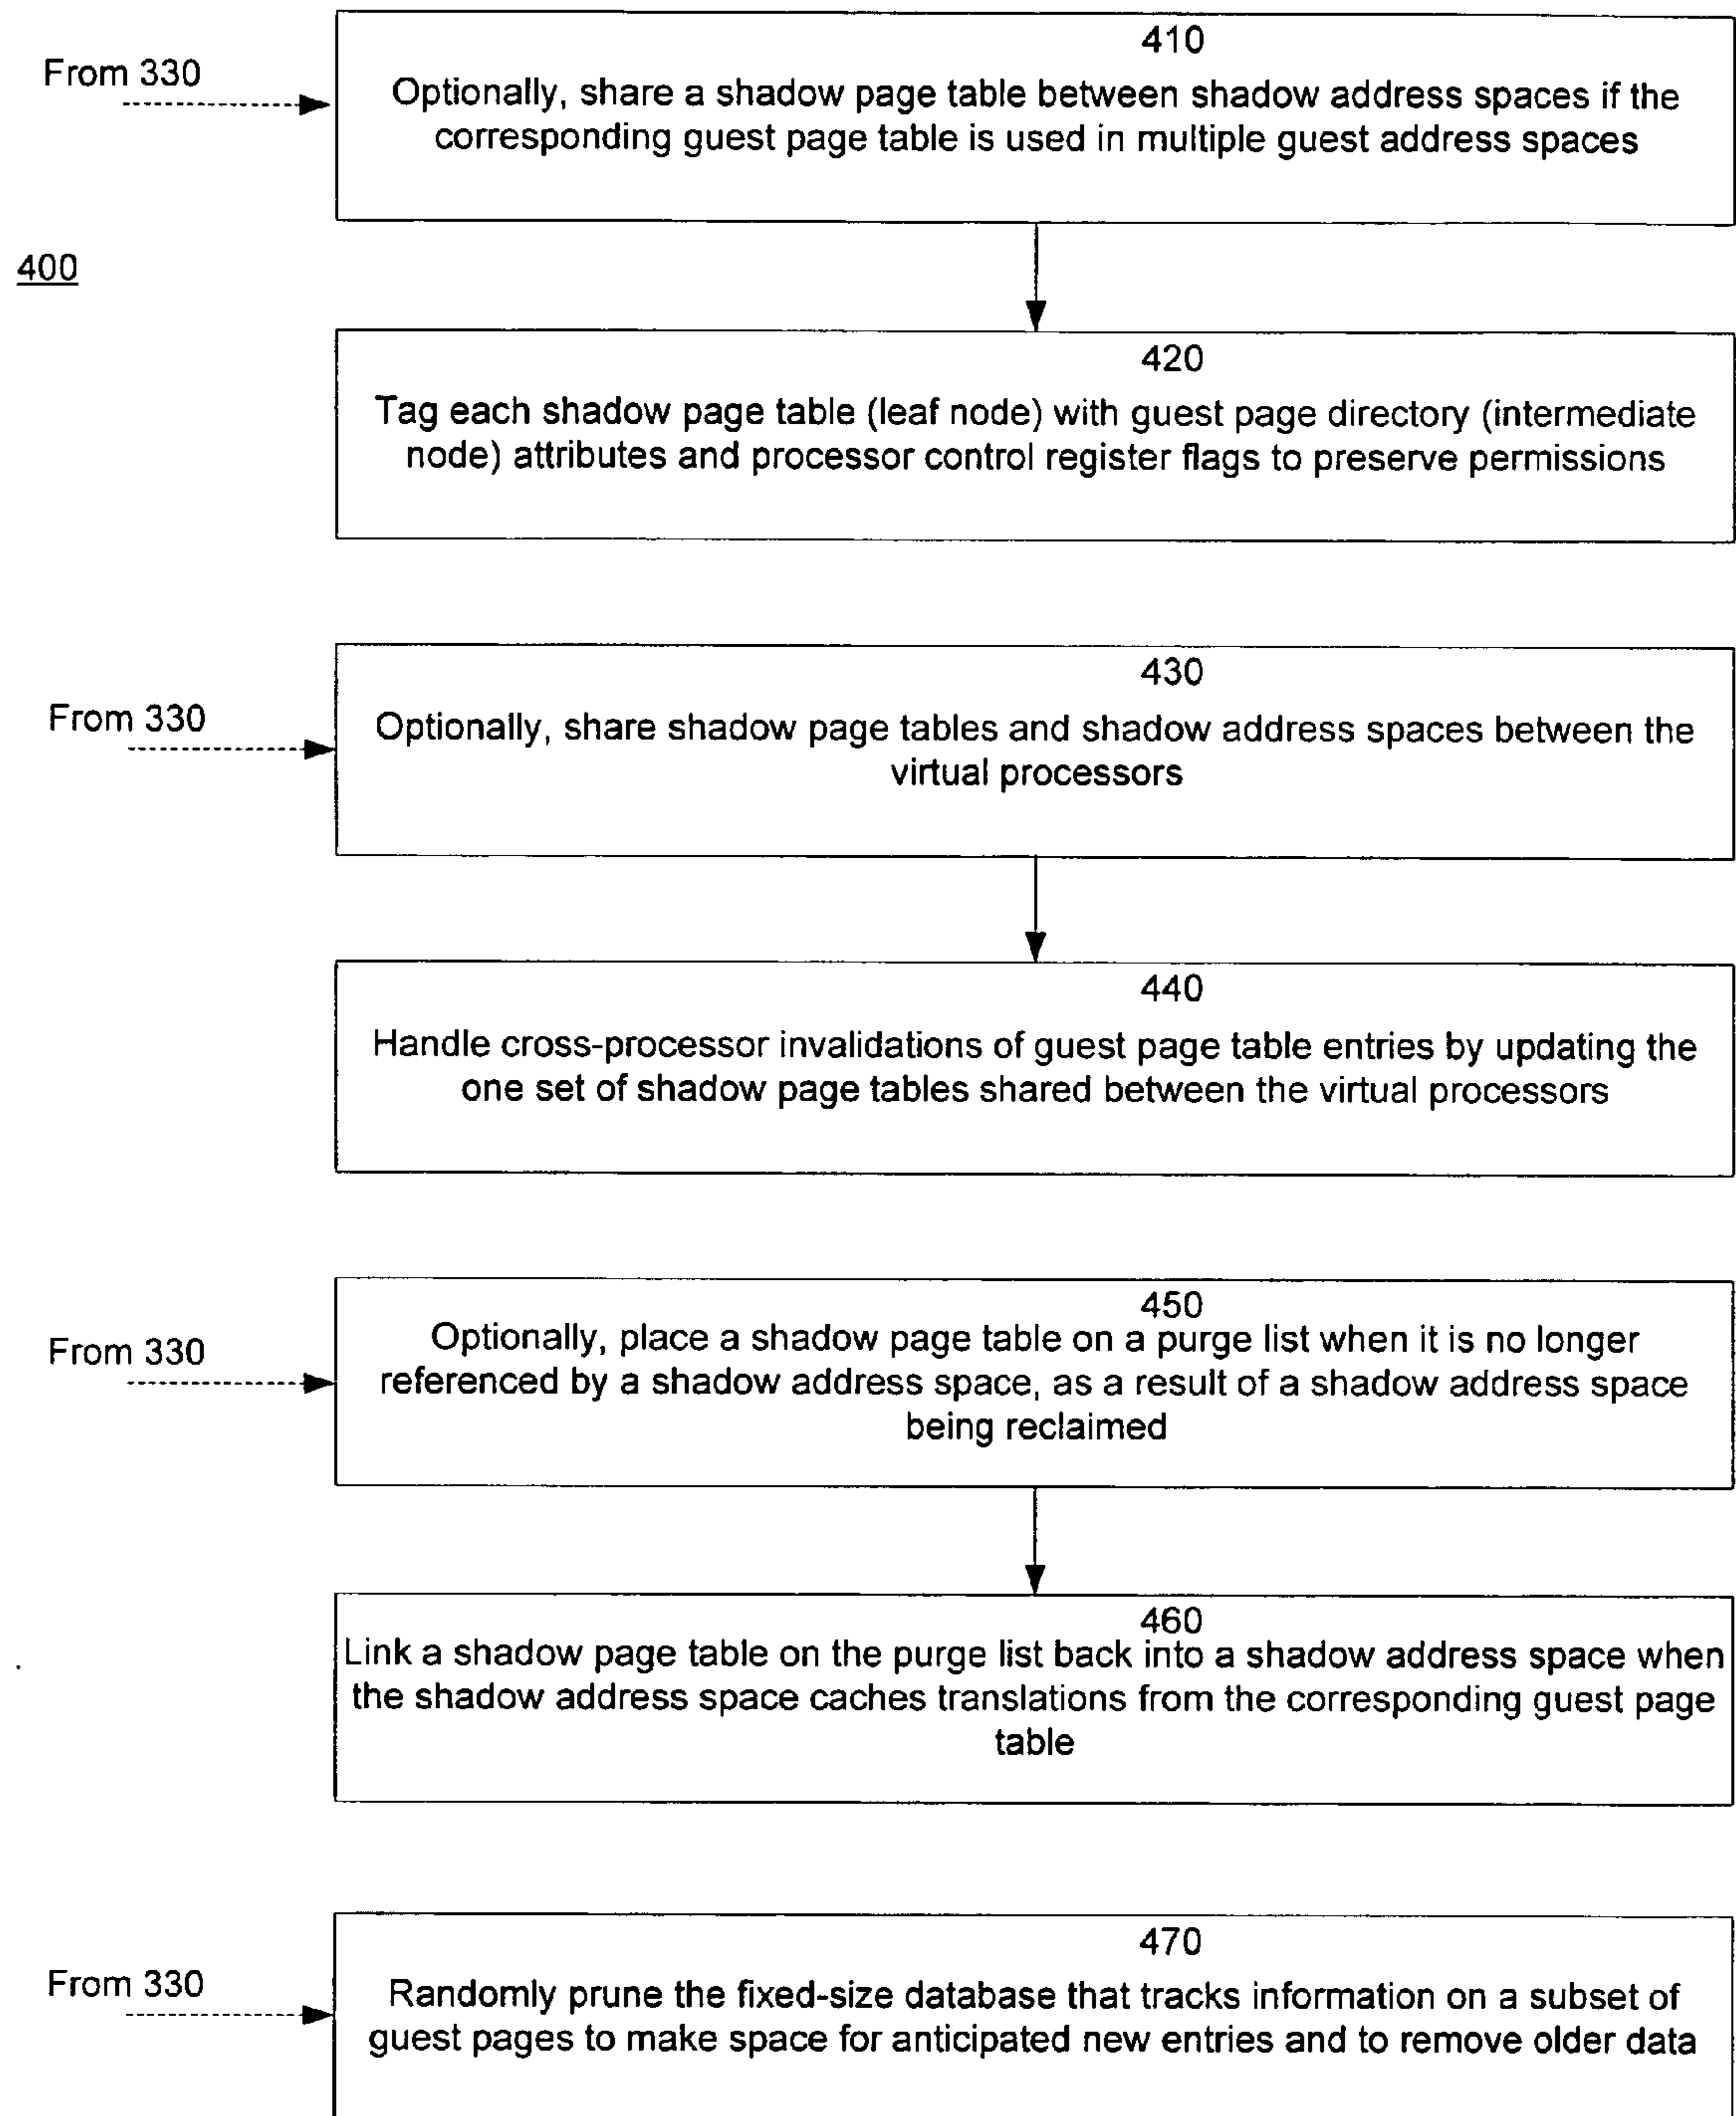 410
From 330
Optionally, share a shadow page table between shadow address spaces if the
corresponding guest page table is used in multiple guest address spaces
400
420
Tag each shadow page table (leaf node) with guest page directory (intermediate
node) attributes and processor control register flags to preserve permissions
430
From 330
Optionally, share shadow page tables and shadow address spaces between the
virtual processors
440
Handle cross-processor invalidations of guest page table entries by updating the
one set of shadow page tables shared between the virtual processors
450
From 330
Optionally, place a shadow page table on a purge list when it is no longer
referenced by a shadow address space, as a result of a shadow address space
being reclaimed
460
Link a shadow page table on the purge list back into a shadow address space when
the shadow address space caches translations from the corresponding guest page
table
470
From 330
Randomly prune the fixed-size database that tracks information on a subset of
guest pages to make space for anticipated new entries and to remove older data